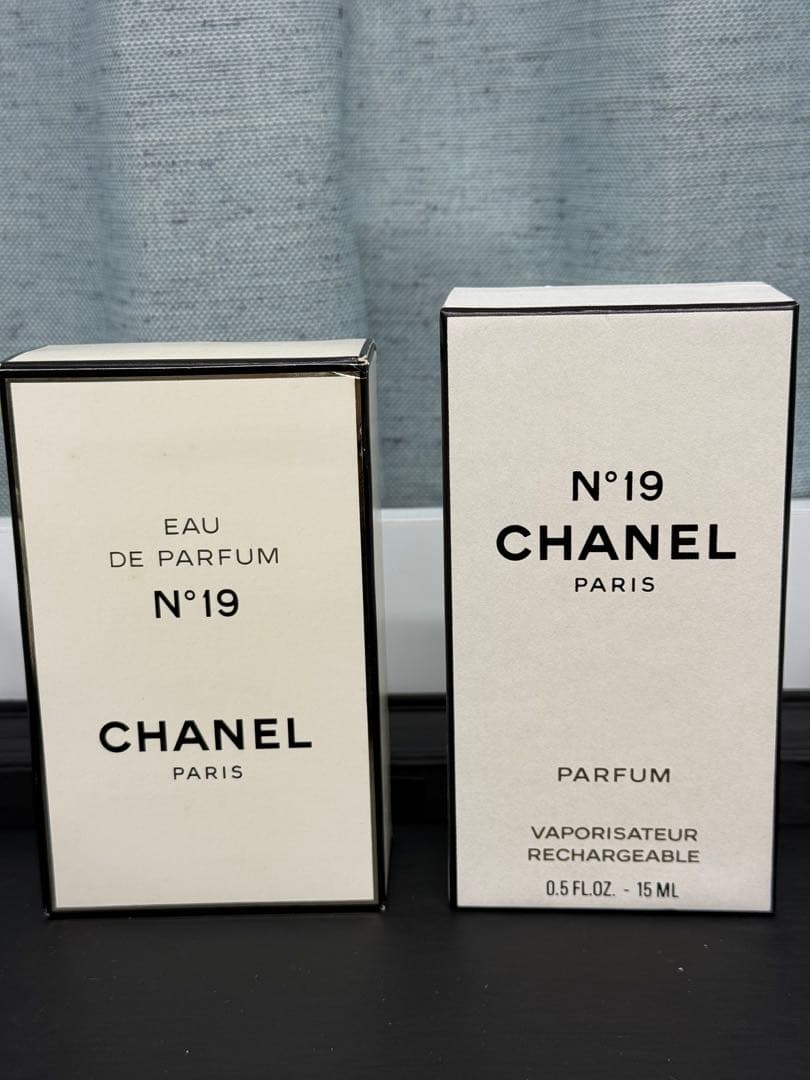 EAU
DE PARFUM
N°19
CHANEL
PARIS
N°19
CHANEL
PARIS
PARFUM
VAPORISATEUR
RECHARGEABLE
0.5 FL.OZ. - 15 ML